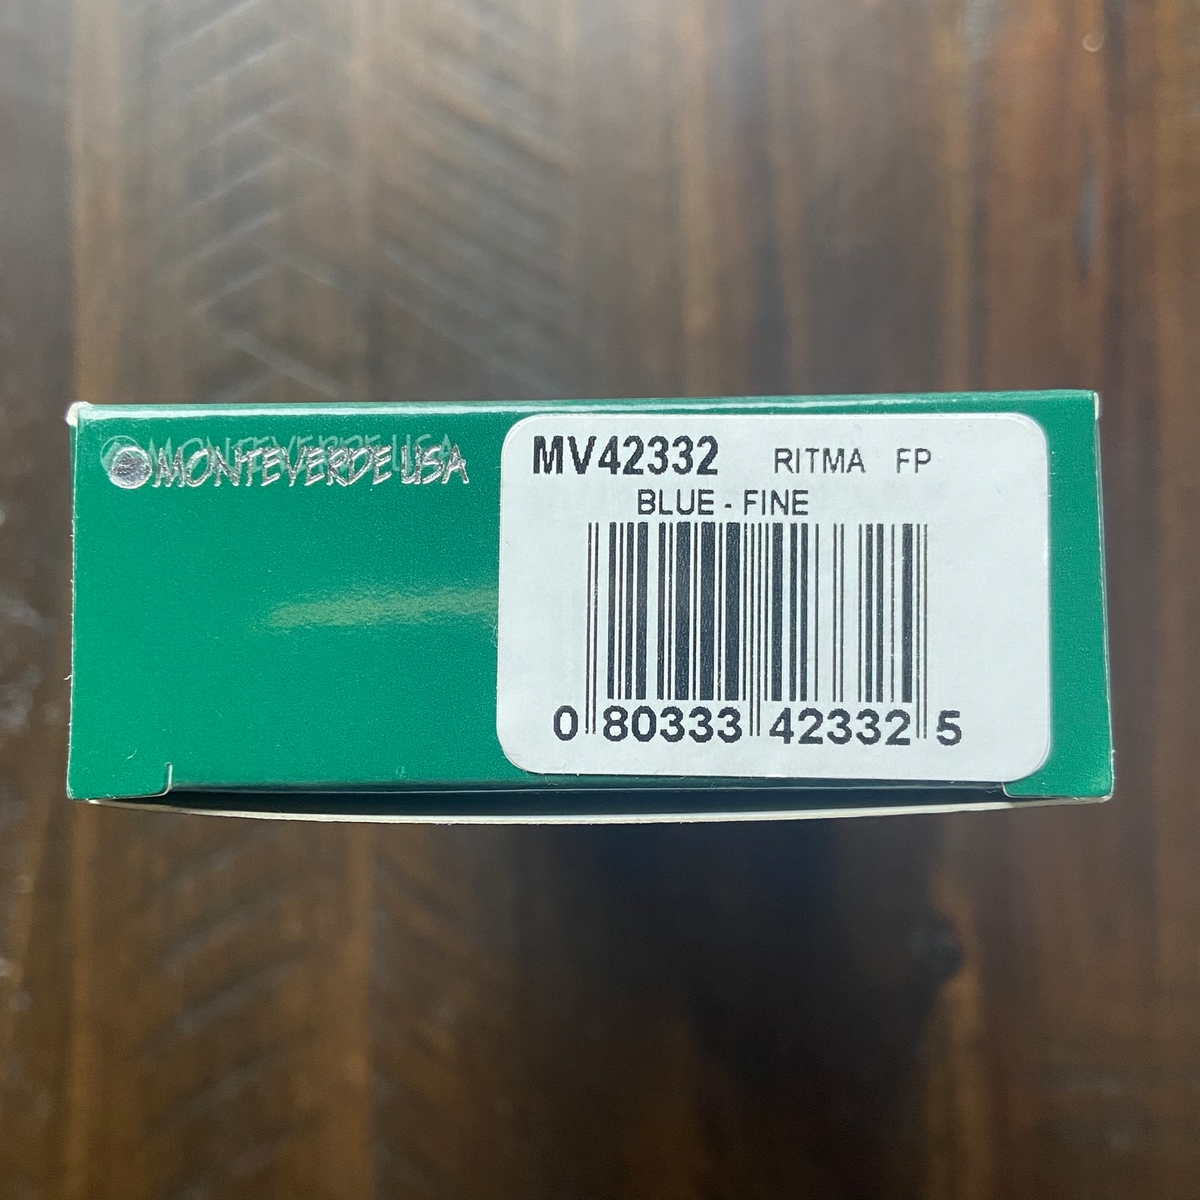 MONTEVERDE USA
MV42332 RITMA FP
BLUE - FINE
0 80333 42332 5